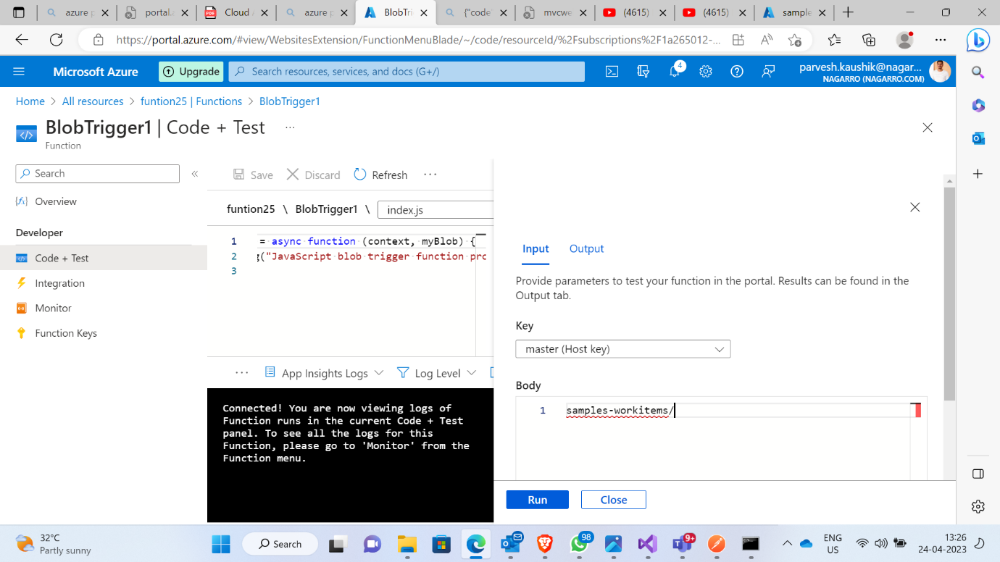 azure p
portal.a
Cloud A
azure p
BlobTri
{"code"
mvcwe
(4615)
(4615)
sample
https://portal.azure.com/#view/WebsitesExtension/FunctionMenuBlade/~/code/resourceId/%2Fsubscriptions%2F1a265012-...
Microsoft Azure
Upgrade
Search resources, services, and docs (G+/)
4
parvesh.kaushik@nagar...
NAGARRO (NAGARRO.COM)
Home > All resources > funtion25 | Functions > BlobTrigger1
BlobTrigger1 | Code + Test ...
Function
Search
Overview
Developer
Code + Test
Integration
Monitor
Function Keys
Save Discard Refresh ...
funtion25 \ BlobTrigger1 \ index.js
1 = async function (context, myBlob) {
2 g("JavaScript blob trigger function pro
3
... App Insights Logs Log Level
Connected! You are now viewing logs of
Function runs in the current Code + Test
panel. To see all the logs for this
Function, please go to 'Monitor' from the
Function menu.
Input Output
Provide parameters to test your function in the portal. Results can be found in the
Output tab.
Key
master (Host key)
Body
1 samples-workitems/
Run Close
32°C
Partly sunny
Search
98
9+
ENG
US
13:26
24-04-2023